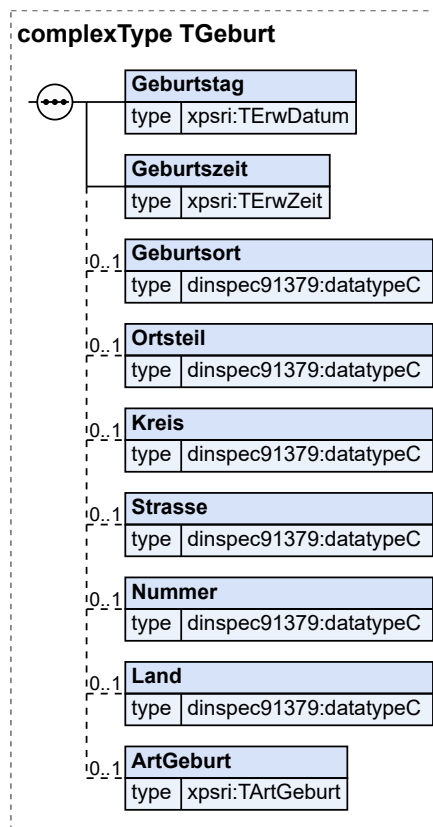 complexType TGeburt
Geburtstag
type xpsri:TErwDatum
Geburtszeit
type xpsri:TErwZeit
0..1 Geburtsort
type dinspec91379:datatypeC
0..1 Ortsteil
type dinspec91379:datatypeC
0..1 Kreis
type dinspec91379:datatypeC
0..1 Strasse
type dinspec91379:datatypeC
0..1 Nummer
type dinspec91379:datatypeC
0..1 Land
type dinspec91379:datatypeC
0..1 ArtGeburt
type xpsri:TArtGeburt